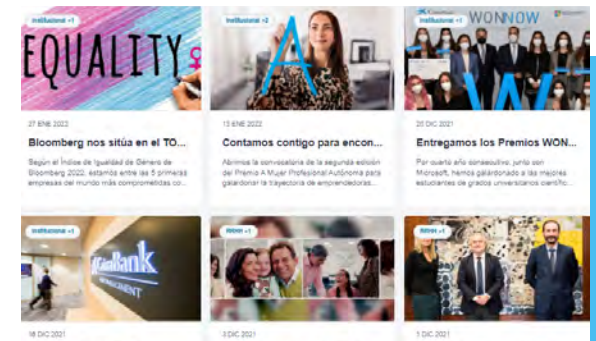 Institucional +1
EQUALITY
27 ENE 2022
Bloomberg nos sitúa en el TO...
Según el Índice de Igualdad de Género de
Bloomberg 2022, estamos entre las 5 primeras
empresas del mundo más comprometidas co...
Institucional +2
A
13 ENE 2022
Contamos contigo para encon...
Abrimos la convocatoria de la segunda edición
del Premio A Mujer Profesional Autónoma para
galardonar la trayectoria de emprendedoras...
Institucional +1
WONNOW
W
20 DIC 2021
Entregamos los Premios WON...
Por cuarto año consecutivo, junto con
Microsoft, hemos galardonado a las mejores
estudiantes de grados universitarios científic...
Institucional +1
CaixaBank
16 DIC 2021
RRHH +1
3 DIC 2021
RRHH +1
1 DIC 2021